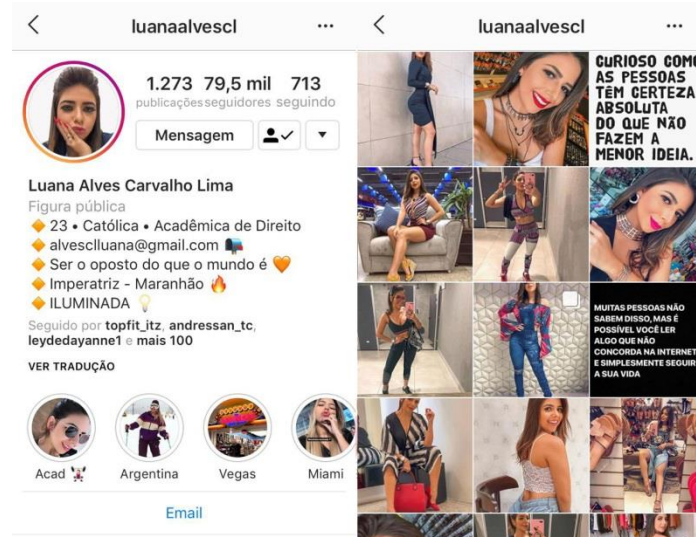 luanaalvescl
1.273 79,5 mil 713
publicações seguidores seguindo
Mensagem
Luana Alves Carvalho Lima
Figura pública
23 • Católica • Acadêmica de Direito
alvesclluana@gmail.com
Ser o oposto do que o mundo é
Imperatriz - Maranhão
ILUMINADA
Seguido por topfit_itz, andressan_tc,
leydedayanne1 e mais 100
VER TRADUÇÃO
Acad Argentina Vegas Miami
Email
luanaalvescl
CURIOSO COMO
AS PESSOAS
TÊM CERTEZA
ABSOLUTA
DO QUE NÃO
FAZEM A
MENOR IDEIA.
MUITAS PESSOAS NÃO
SABEM DISSO, MAS É
POSSÍVEL VOCÊ LER
ALGO QUE NÃO
CONCORDA NA INTERNET
E SIMPLESMENTE SEGUIR
A SUA VIDA